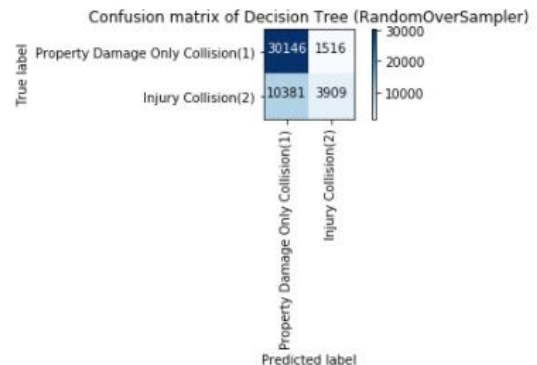 Confusion matrix of Decision Tree (RandomOverSampler)
True label
Property Damage Only Collision(1)
30146 1516
Injury Collision(2)
10381 3909
30000
20000
10000
Property Damage Only Collision(1)
Injury Collision(2)
Predicted label